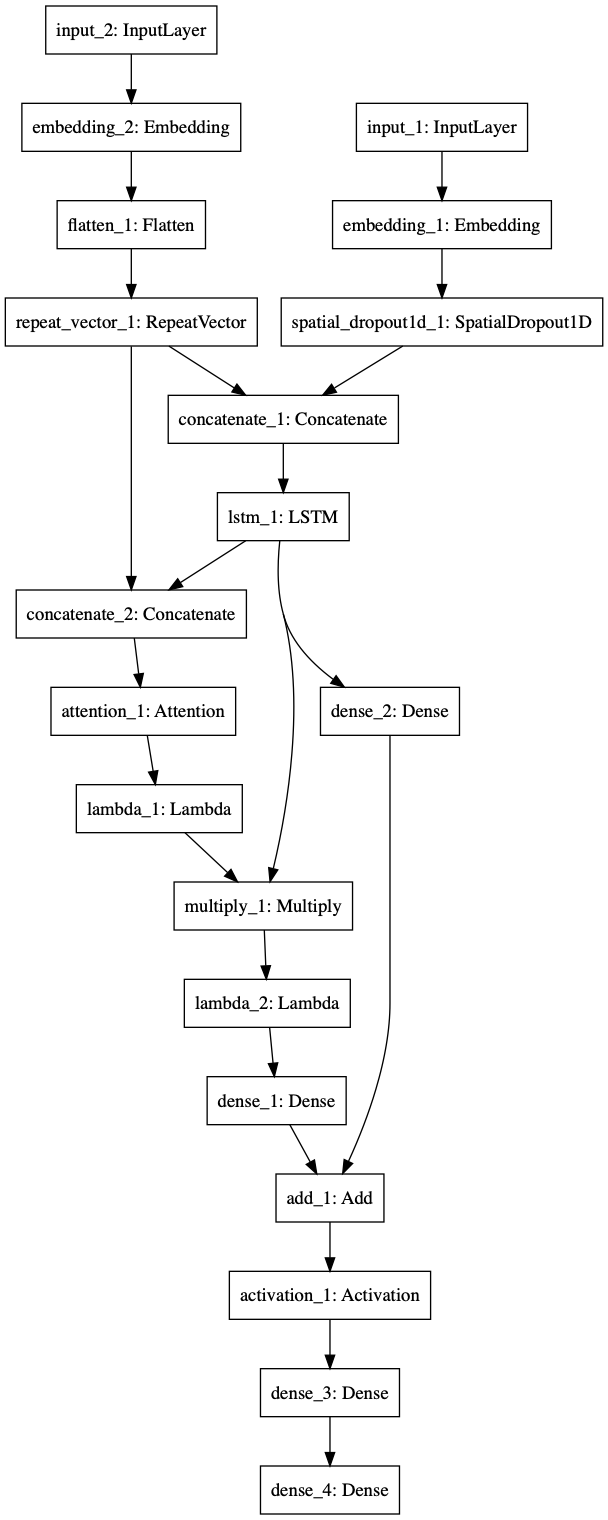 input_2: InputLayer
embedding_2: Embedding
input_1: InputLayer
flatten_1: Flatten
embedding_1: Embedding
repeat_vector_1: RepeatVector
spatial_dropout1d_1: SpatialDropout1D
concatenate_1: Concatenate
lstm_1: LSTM
concatenate_2: Concatenate
attention_1: Attention
dense_2: Dense
lambda_1: Lambda
multiply_1: Multiply
lambda_2: Lambda
dense_1: Dense
add_1: Add
activation_1: Activation
dense_3: Dense
dense_4: Dense